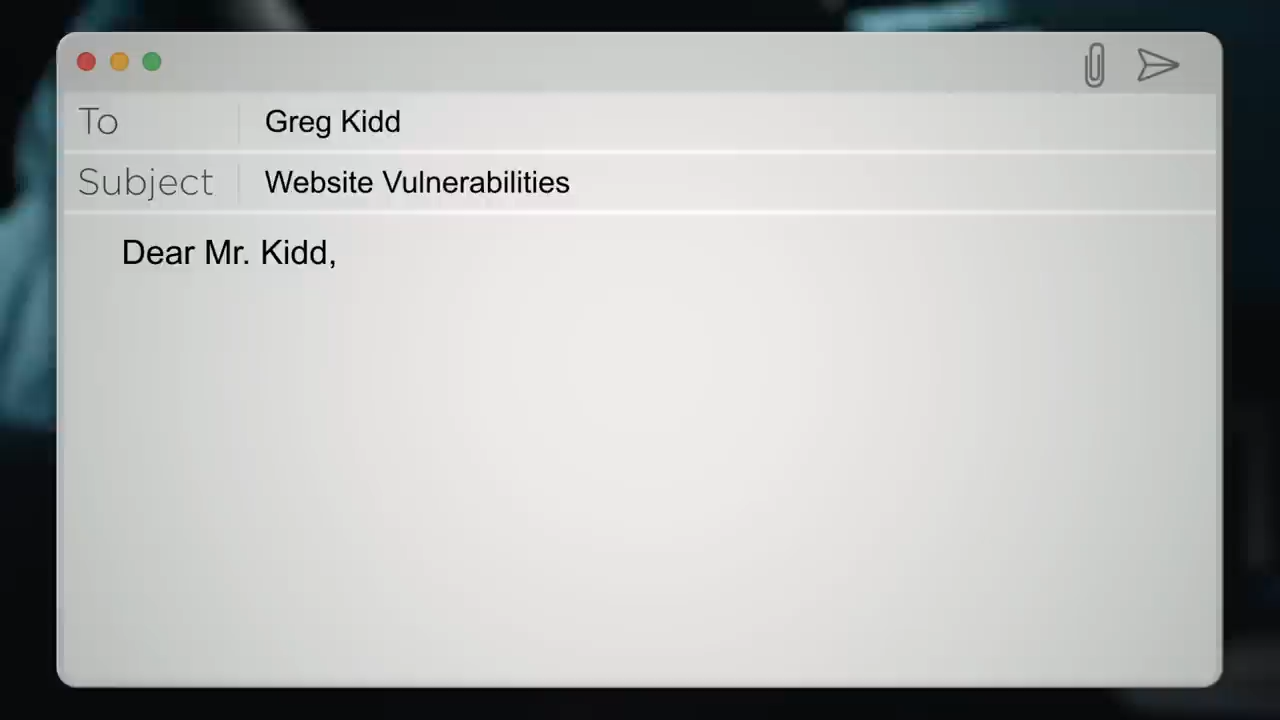 To
Greg Kidd
Subject
Website Vulnerabilities
Dear Mr. Kidd,